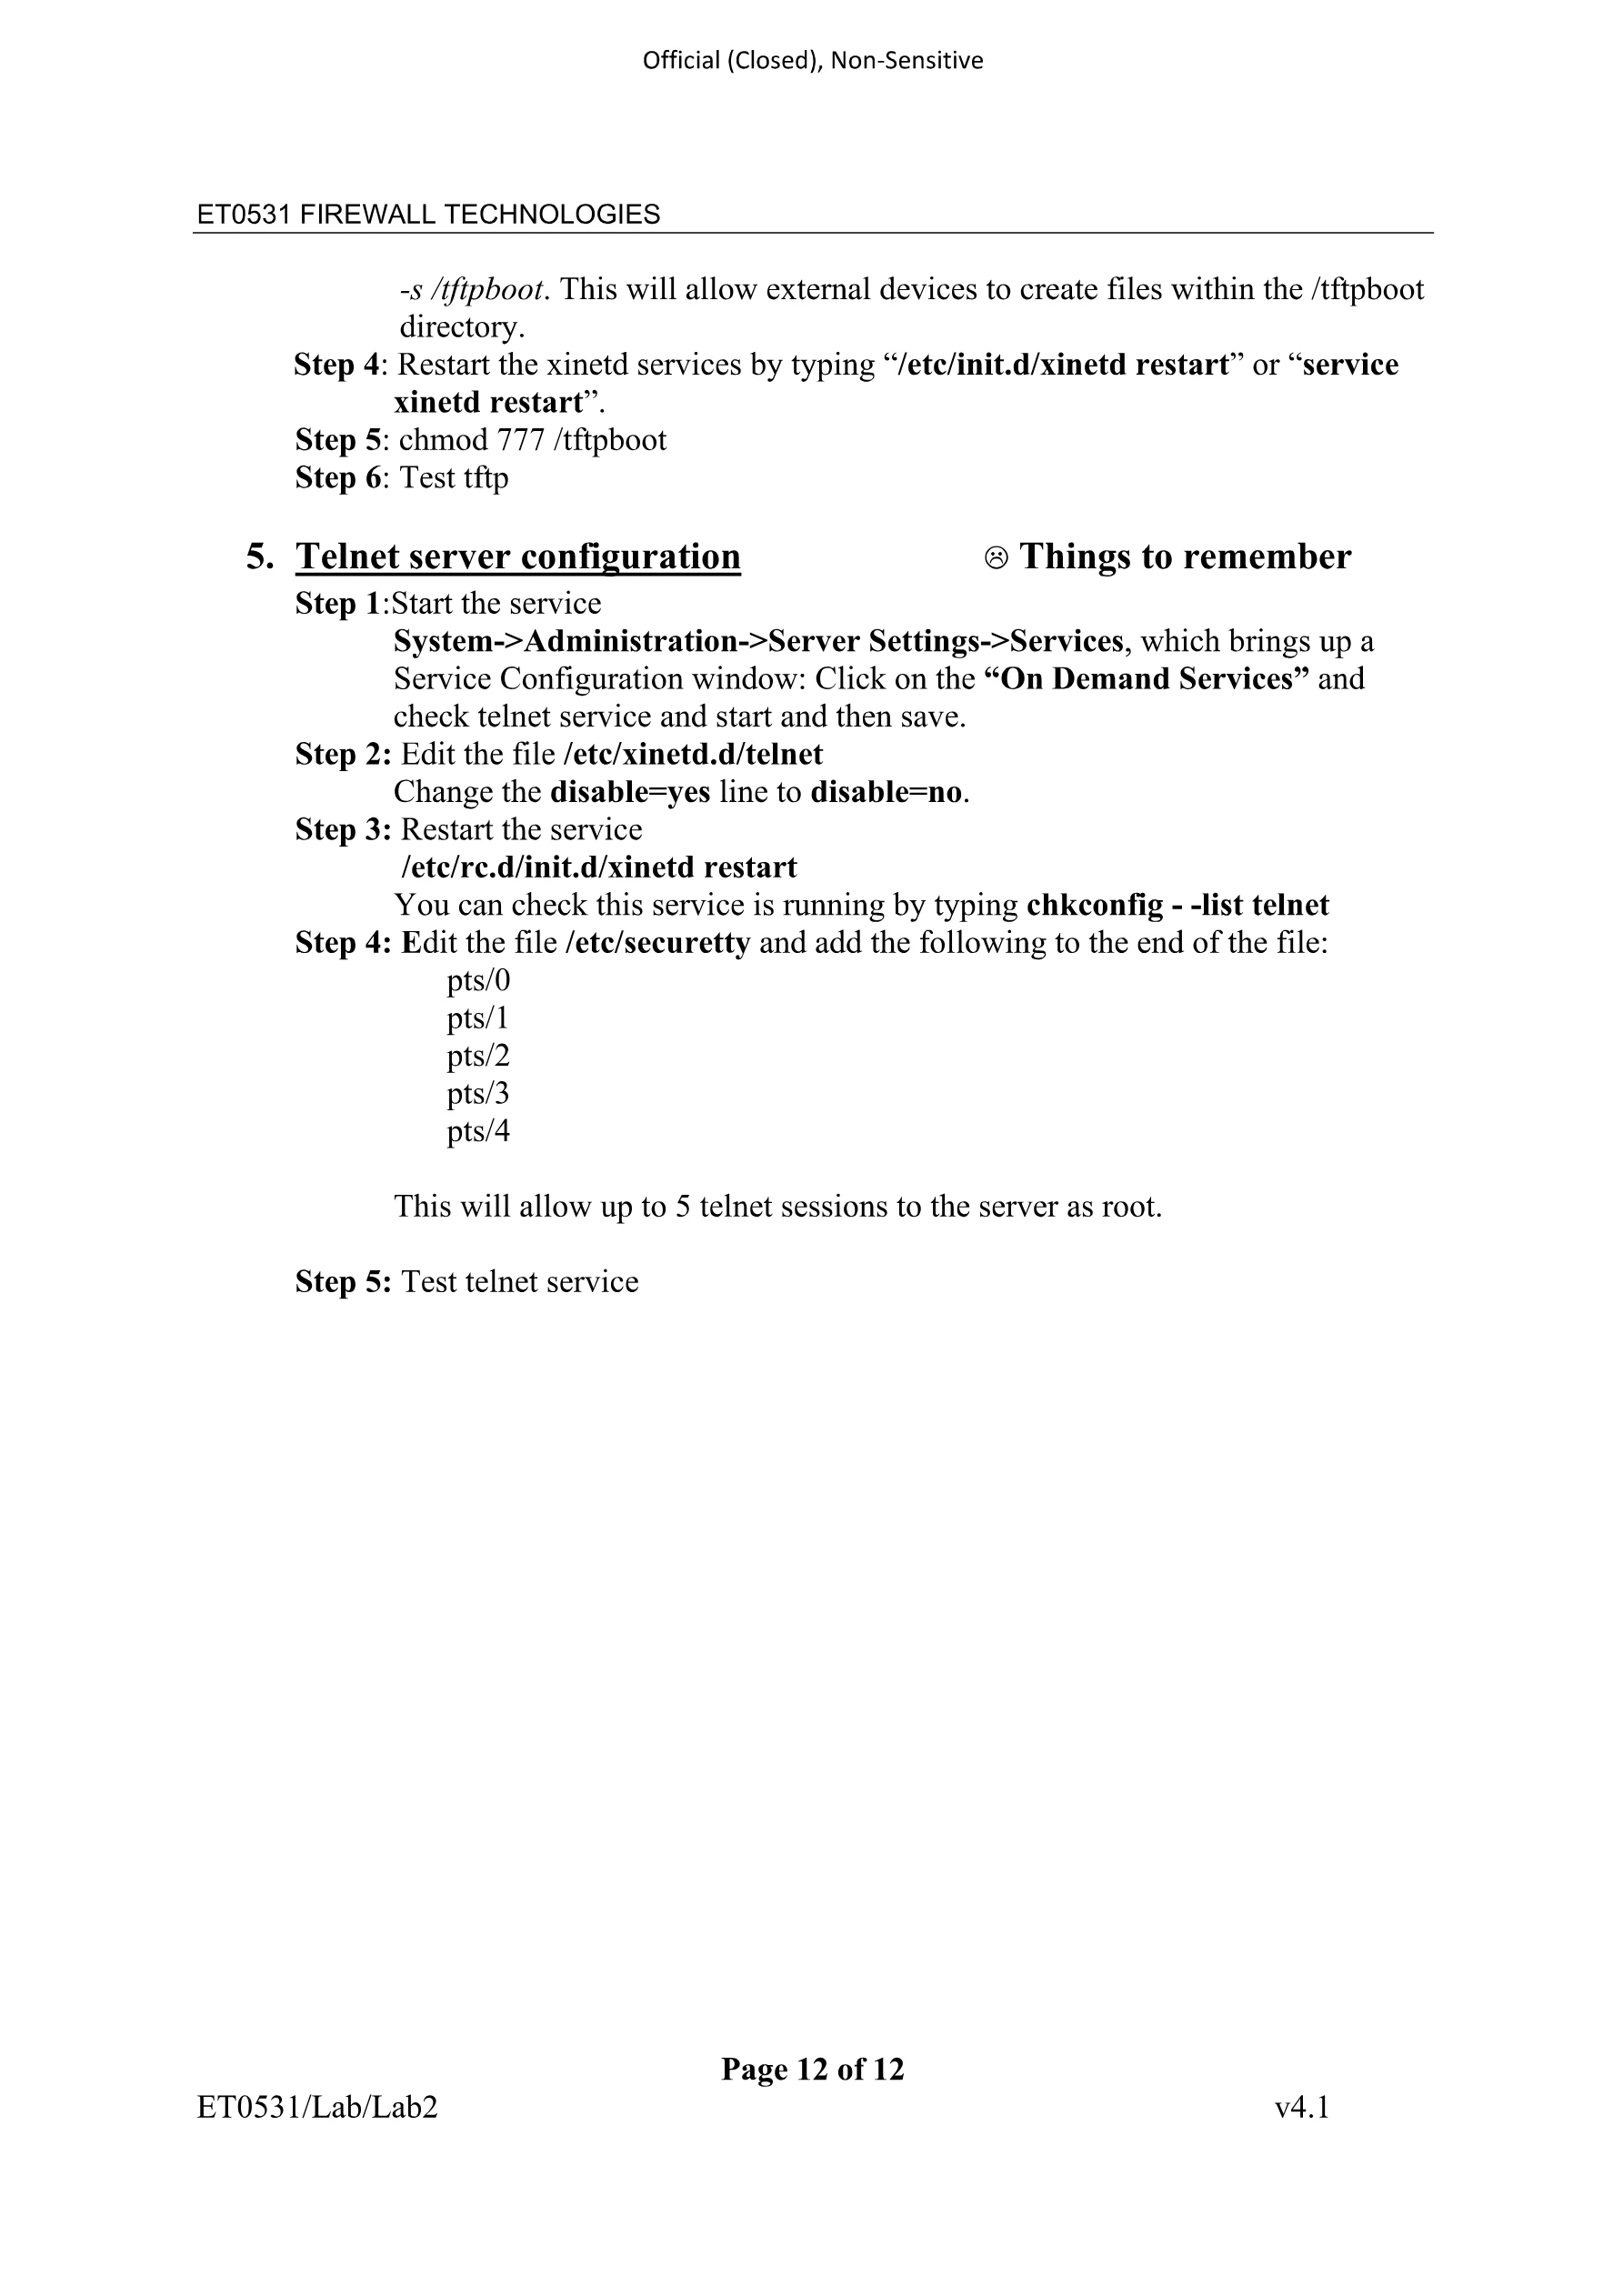 Official (Closed), Non-Sensitive
ET0531 FIREWALL TECHNOLOGIES
-s /tftpboot. This will allow external devices to create files within the /tftpboot
directory.
Step 4: Restart the xinetd services by typing “/etc/init.d/xinetd restart” or “service
xinetd restart”.
Step 5: chmod 777 /tftpboot
Step 6: Test tftp
5. Telnet server configuration ☹ Things to remember
Step 1:Start the service
System->Administration->Server Settings->Services, which brings up a
Service Configuration window: Click on the “On Demand Services” and
check telnet service and start and then save.
Step 2: Edit the file /etc/xinetd.d/telnet
Change the disable=yes line to disable=no.
Step 3: Restart the service
/etc/rc.d/init.d/xinetd restart
You can check this service is running by typing chkconfig - -list telnet
Step 4: Edit the file /etc/securetty and add the following to the end of the file:
pts/0
pts/1
pts/2
pts/3
pts/4
This will allow up to 5 telnet sessions to the server as root.
Step 5: Test telnet service
Page 12 of 12
ET0531/Lab/Lab2 v4.1